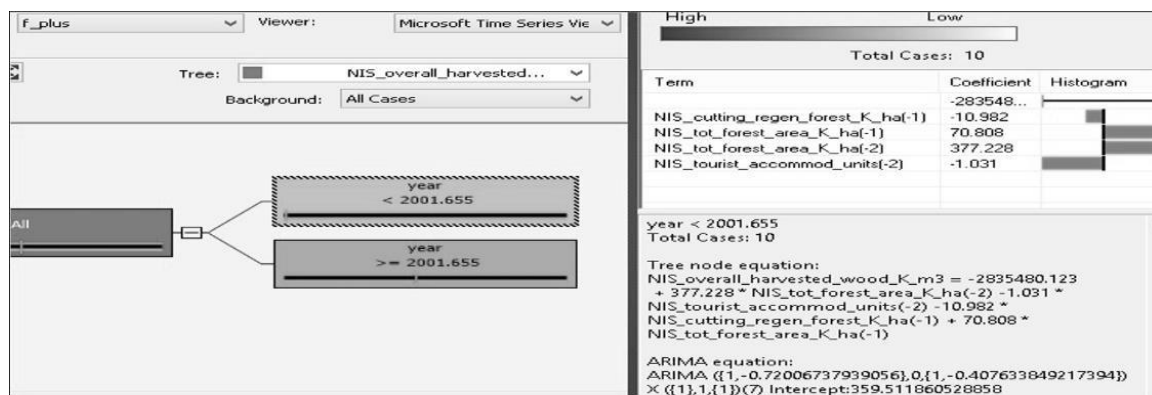 f_plus
Viewer:
Microsoft Time Series Vie
Tree:
NIS_overall_harvested...
Background:
All Cases
All
year
< 2001.655
year
>= 2001.655
High Low
Total Cases: 10
Term Coefficient Histogram
-283548...
NIS_cutting_regen_forest_K_ha(-1) -10.982
NIS_tot_forest_area_K_ha(-1) 70.808
NIS_tot_forest_area_K_ha(-2) 377.228
NIS_tourist_accommod_units(-2) -1.031
year < 2001.655
Total Cases: 10
Tree node equation:
NIS_overall_harvested_wood_K_m3 = -2835480.123
+ 377.228 * NIS_tot_forest_area_K_ha(-2) -1.031 *
NIS_tourist_accommod_units(-2) -10.982 *
NIS_cutting_regen_forest_K_ha(-1) + 70.808 *
NIS_tot_forest_area_K_ha(-1)
ARIMA equation:
ARIMA ({1,-0.72006737939056},0,{1,-0.407633849217394})
X ({1},1,{1})(7) Intercept:359.511860528858